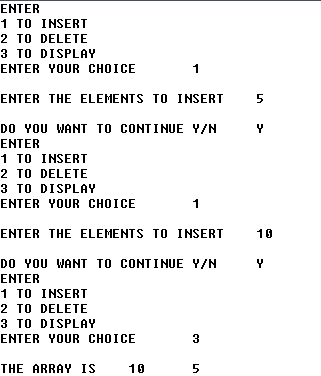 ENTER
1 TO INSERT
2 TO DELETE
3 TO DISPLAY
ENTER YOUR CHOICE 1
ENTER THE ELEMENTS TO INSERT 5
DO YOU WANT TO CONTINUE Y/N Y
ENTER
1 TO INSERT
2 TO DELETE
3 TO DISPLAY
ENTER YOUR CHOICE 1
ENTER THE ELEMENTS TO INSERT 10
DO YOU WANT TO CONTINUE Y/N Y
ENTER
1 TO INSERT
2 TO DELETE
3 TO DISPLAY
ENTER YOUR CHOICE 3
THE ARRAY IS 10 5